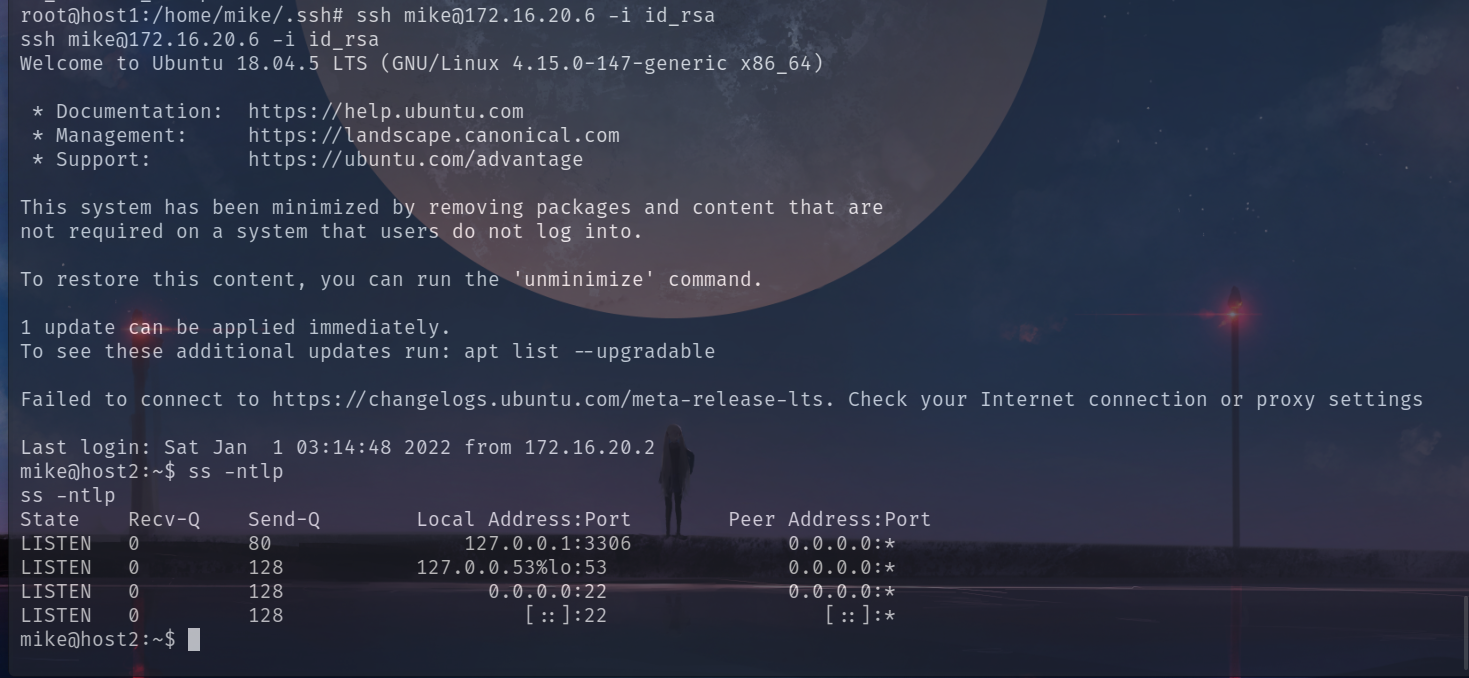 root@host1:/home/mike/.ssh# ssh mike@172.16.20.6 -i id_rsa
ssh mike@172.16.20.6 -i id_rsa
Welcome to Ubuntu 18.04.5 LTS (GNU/Linux 4.15.0-147-generic x86_64)

 * Documentation:  https://help.ubuntu.com
 * Management:     https://landscape.canonical.com
 * Support:        https://ubuntu.com/advantage

This system has been minimized by removing packages and content that are
not required on a system that users do not log into.

To restore this content, you can run the 'unminimize' command.

1 update can be applied immediately.
To see these additional updates run: apt list --upgradable

Failed to connect to https://changelogs.ubuntu.com/meta-release-lts. Check your Internet connection or proxy settings

Last login: Sat Jan  1 03:14:48 2022 from 172.16.20.2
mike@host2:~$ ss -ntlp
ss -ntlp
State    Recv-Q    Send-Q        Local Address:Port        Peer Address:Port
LISTEN   0         80                127.0.0.1:3306             0.0.0.0:*
LISTEN   0         128           127.0.0.53%lo:53               0.0.0.0:*
LISTEN   0         128                 0.0.0.0:22               0.0.0.0:*
LISTEN   0         128                    [::]:22                  [::]:*
mike@host2:~$